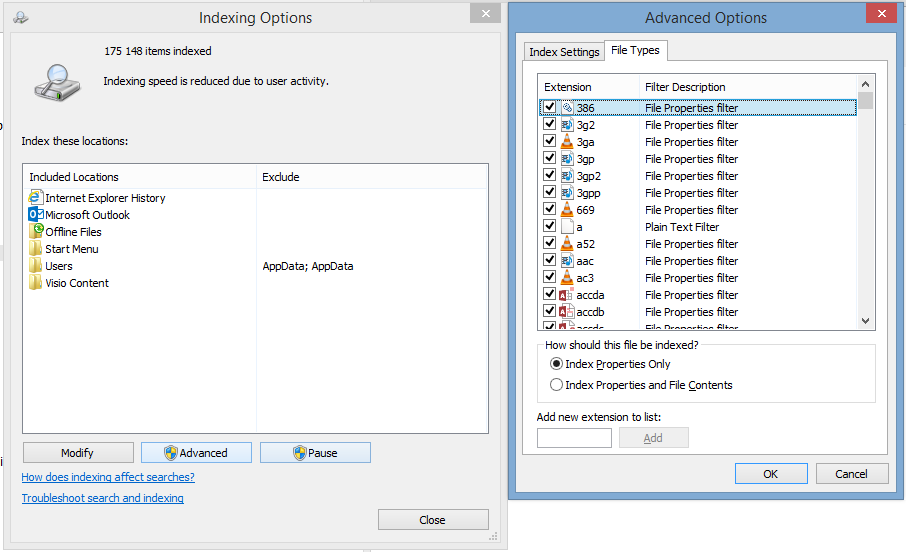 Indexing Options
175 148 items indexed
Indexing speed is reduced due to user activity.
Index these locations:
Included Locations Exclude
Internet Explorer History
Microsoft Outlook
Offline Files
Start Menu
Users AppData; AppData
Visio Content
Modify Advanced Pause
How does indexing affect searches?
Troubleshoot search and indexing
Close
Advanced Options
Index Settings File Types
Extension Filter Description
386 File Properties filter
3g2 File Properties filter
3ga File Properties filter
3gp File Properties filter
3gp2 File Properties filter
3gpp File Properties filter
669 File Properties filter
a Plain Text Filter
a52 File Properties filter
aac File Properties filter
ac3 File Properties filter
accda File Properties filter
accdb File Properties filter
accdc File Properties filter
How should this file be indexed?
Index Properties Only
Index Properties and File Contents
Add new extension to list:
Add
OK Cancel